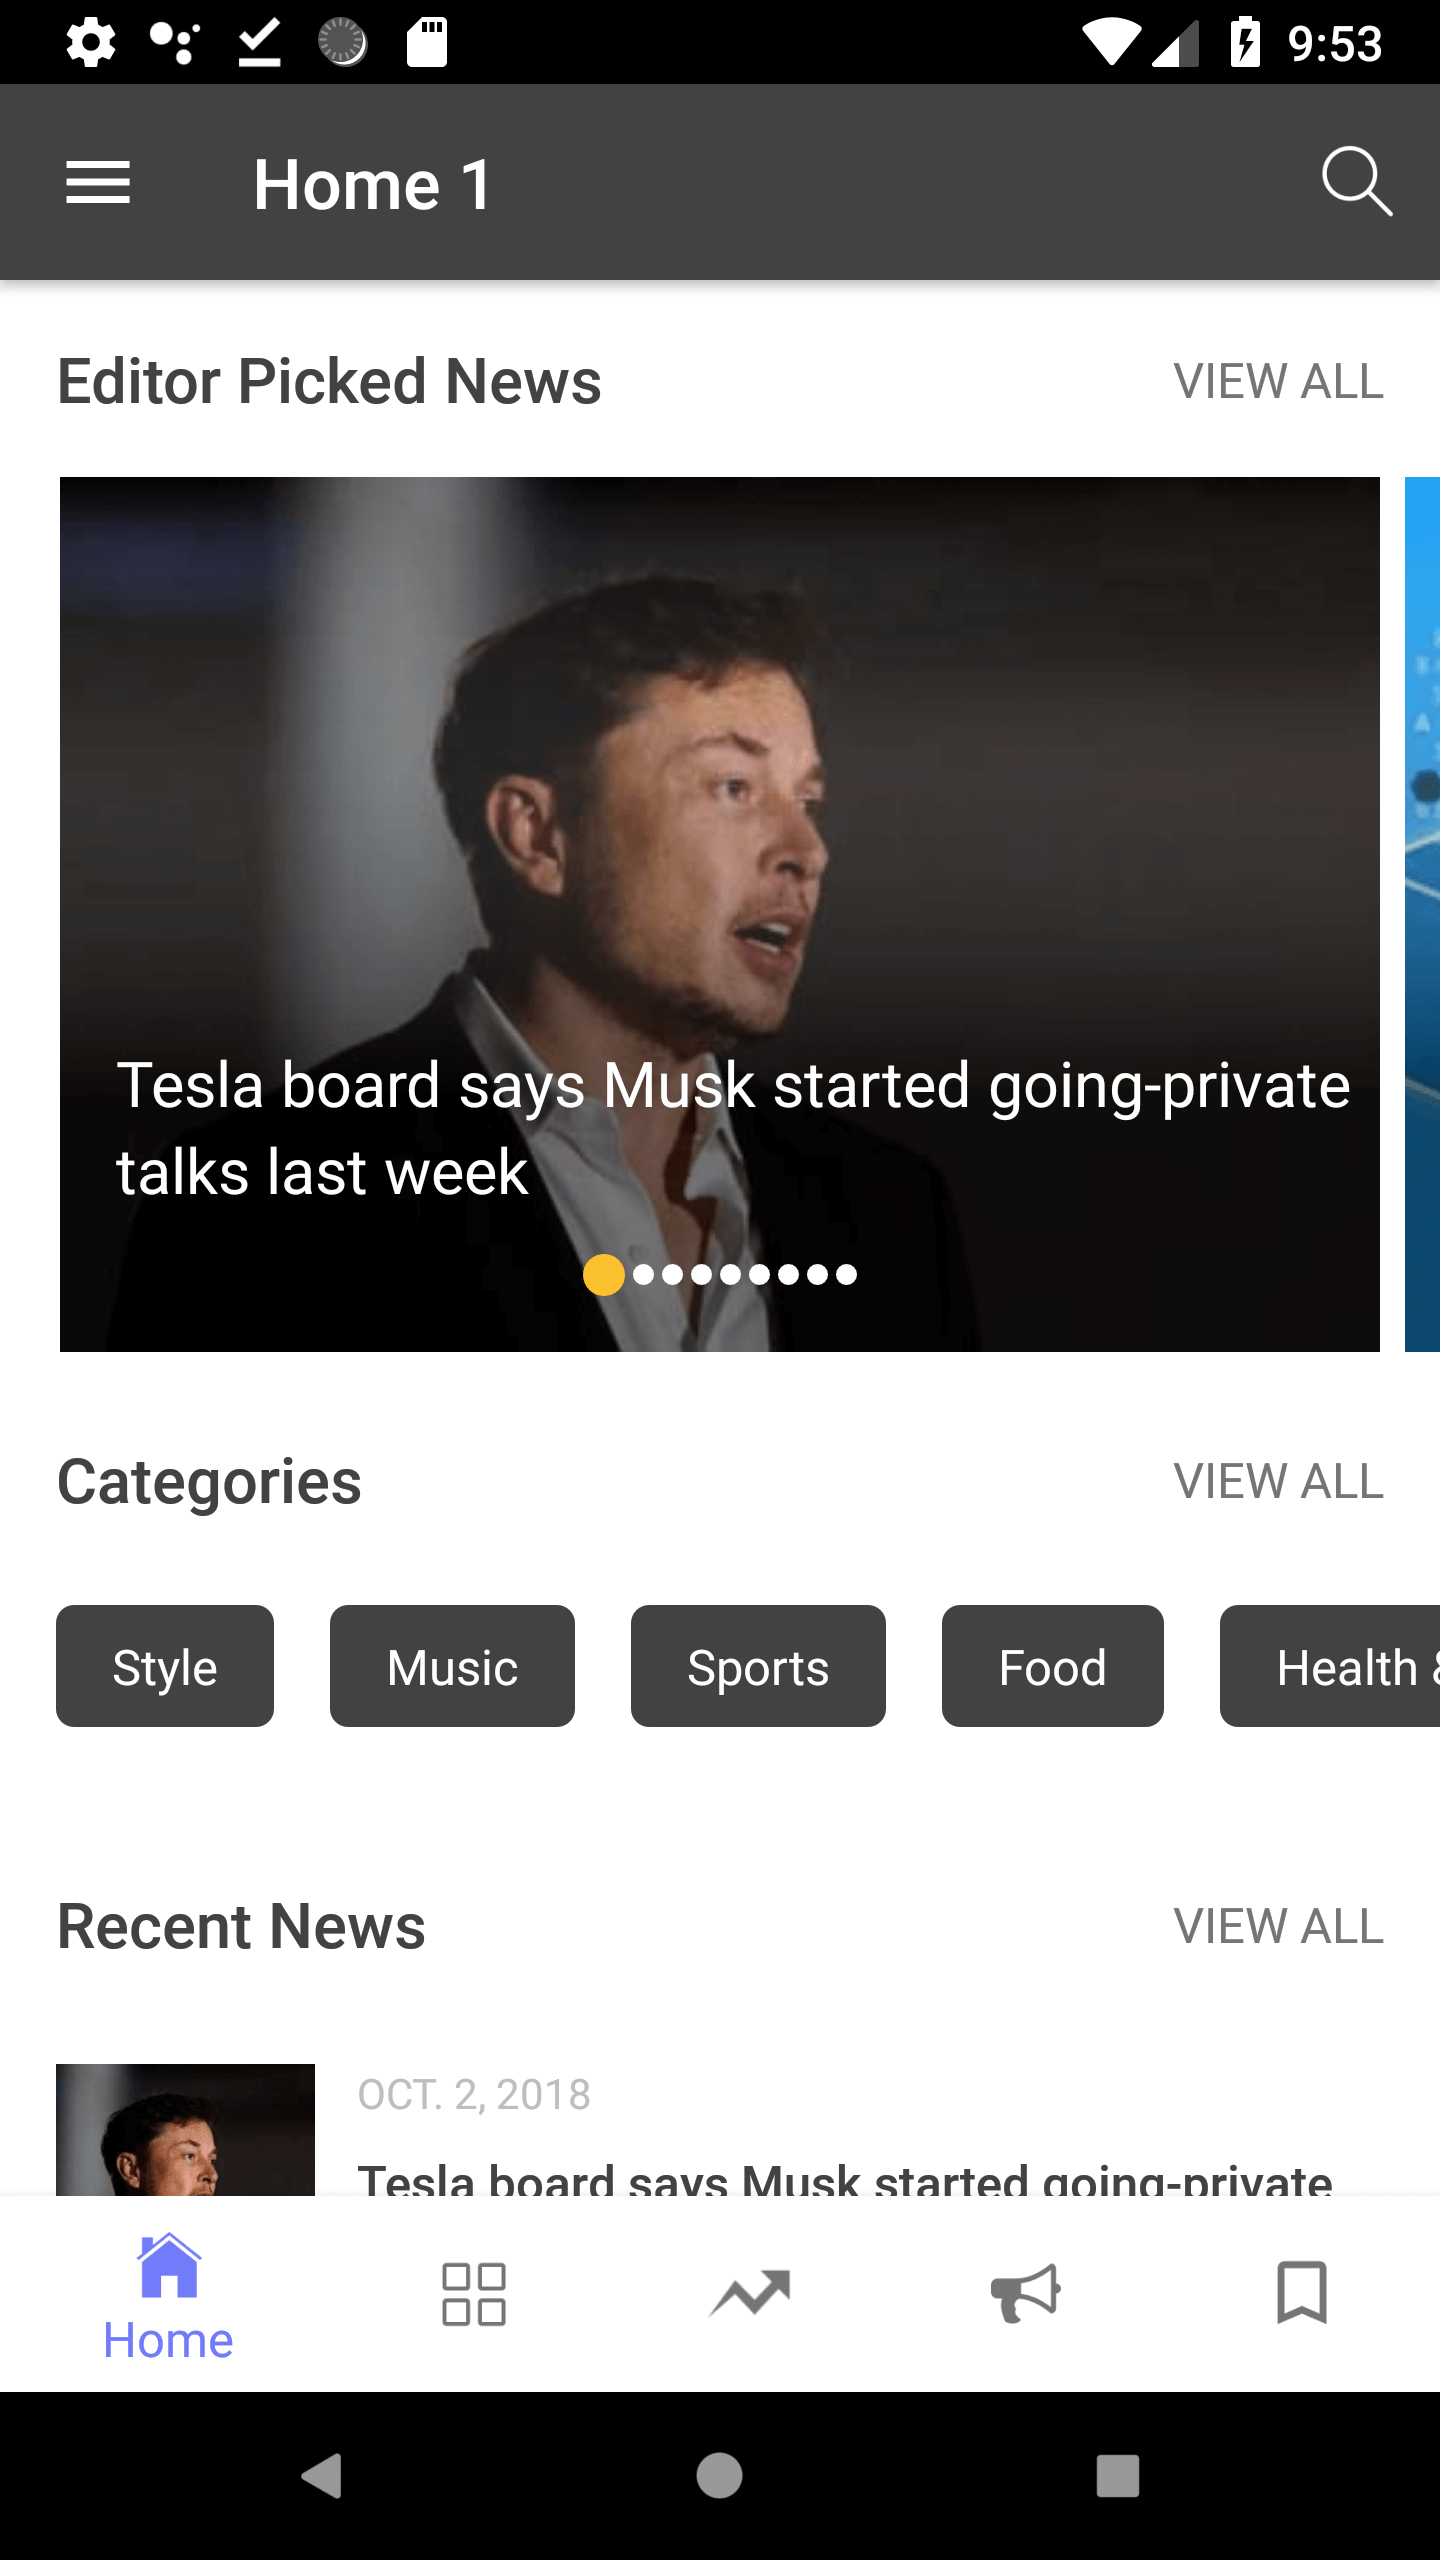 9:53
Home 1
Editor Picked News
VIEW ALL
Tesla board says Musk started going-private
talks last week
Categories
VIEW ALL
Style
Music
Sports
Food
Health &
Recent News
VIEW ALL
OCT. 2, 2018
Tesla board says Musk started going-private
Home